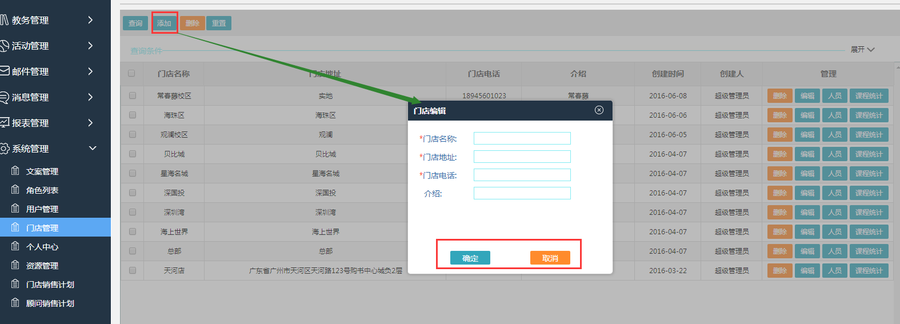 教务管理
活动管理
邮件管理
消息管理
报表管理
系统管理
文案管理
角色列表
用户管理
门店管理
个人中心
资源管理
门店销售计划
顾问销售计划
查询 添加 删除 重置
查询条件 展开
门店名称 门店地址 门店电话 介绍 创建时间 创建人 管理
常春藤校区 实地 18945601023 常春藤 2016-06-08 超级管理员 删除 编辑 人员 课程统计
海珠区 海珠区 2016-06-06 超级管理员 删除 编辑 人员 课程统计
观浦校区 观浦 2016-06-05 超级管理员 删除 编辑 人员 课程统计
贝比城 贝比城 2016-04-07 超级管理员 删除 编辑 人员 课程统计
星海名城 星海名城 2016-04-07 超级管理员 删除 编辑 人员 课程统计
深国投 深国投 2016-04-07 超级管理员 删除 编辑 人员 课程统计
深圳湾 深圳湾 2016-04-07 超级管理员 删除 编辑 人员 课程统计
海上世界 海上世界 2016-04-07 超级管理员 删除 编辑 人员 课程统计
总部 总部 2016-04-07 超级管理员 删除 编辑 人员 课程统计
天河店 广东省广州市天河区天河路123号购书中心城负2层 2016-03-22 超级管理员 删除 编辑 人员 课程统计
门店编辑
*门店名称:
*门店地址:
*门店电话:
介绍:
确定 取消